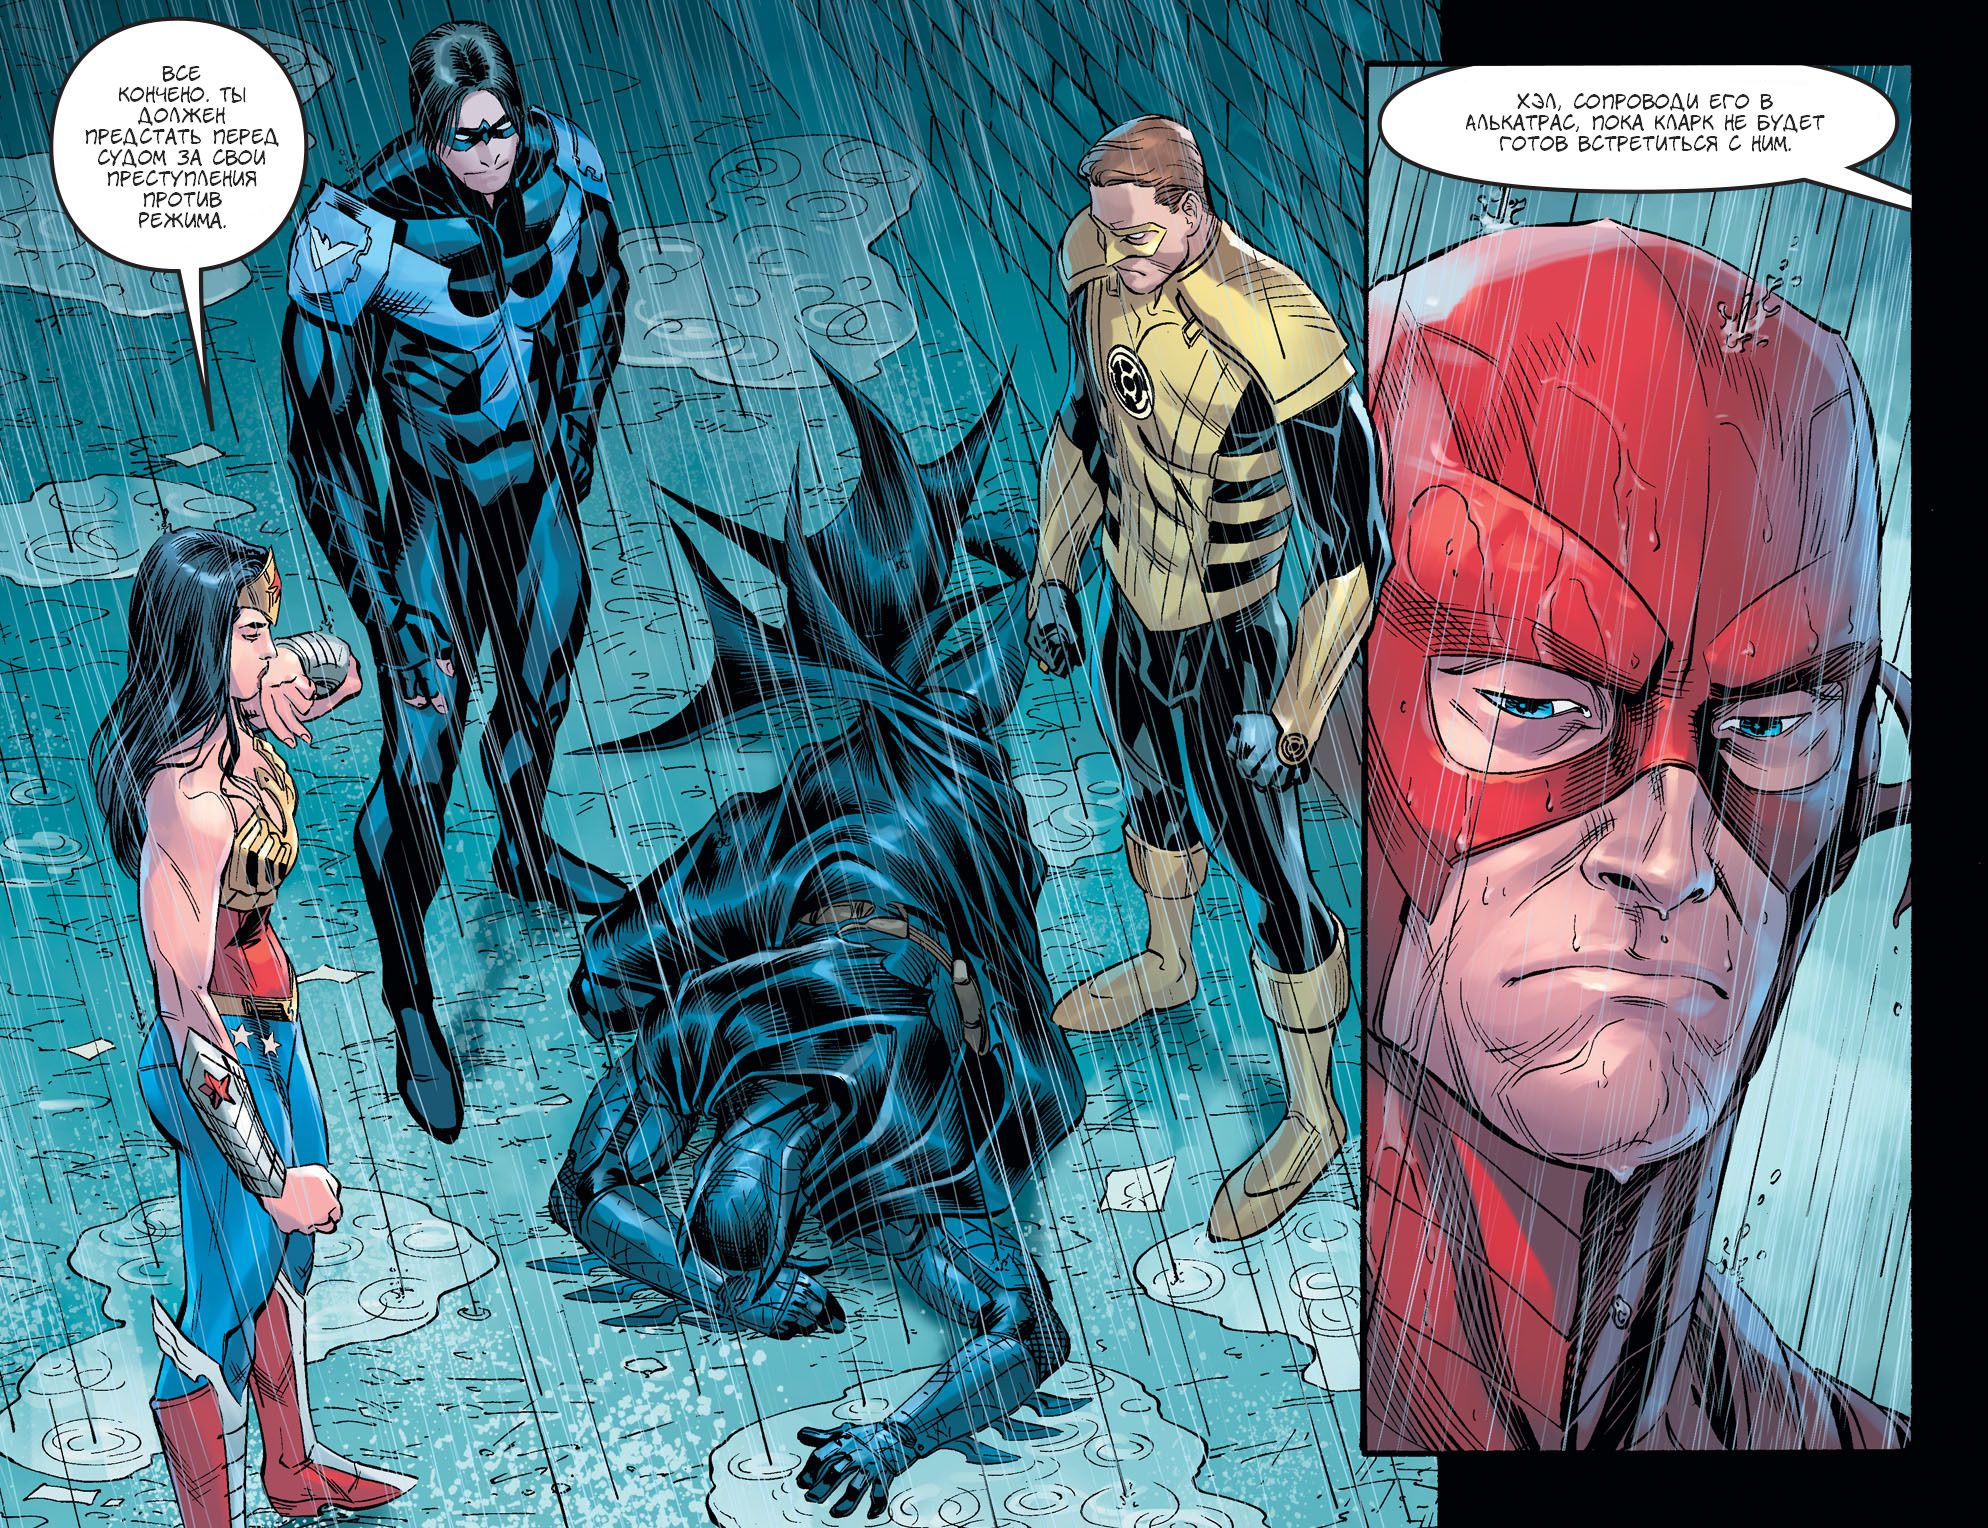 ВСЕ
КОНЧЕНО. ТЫ
ДОЛЖЕН
ПРЕДСТАТЬ ПЕРЕД
СУДОМ ЗА СВОИ
ПРЕСТУПЛЕНИЯ
ПРОТИВ
РЕЖИМА.
ХЭЛ, СОПРОВОДИ ЕГО В
АЛЬКАТРАС, ПОКА КЛАРК НЕ БУДЕТ
ГОТОВ ВСТРЕТИТЬСЯ С НИМ.